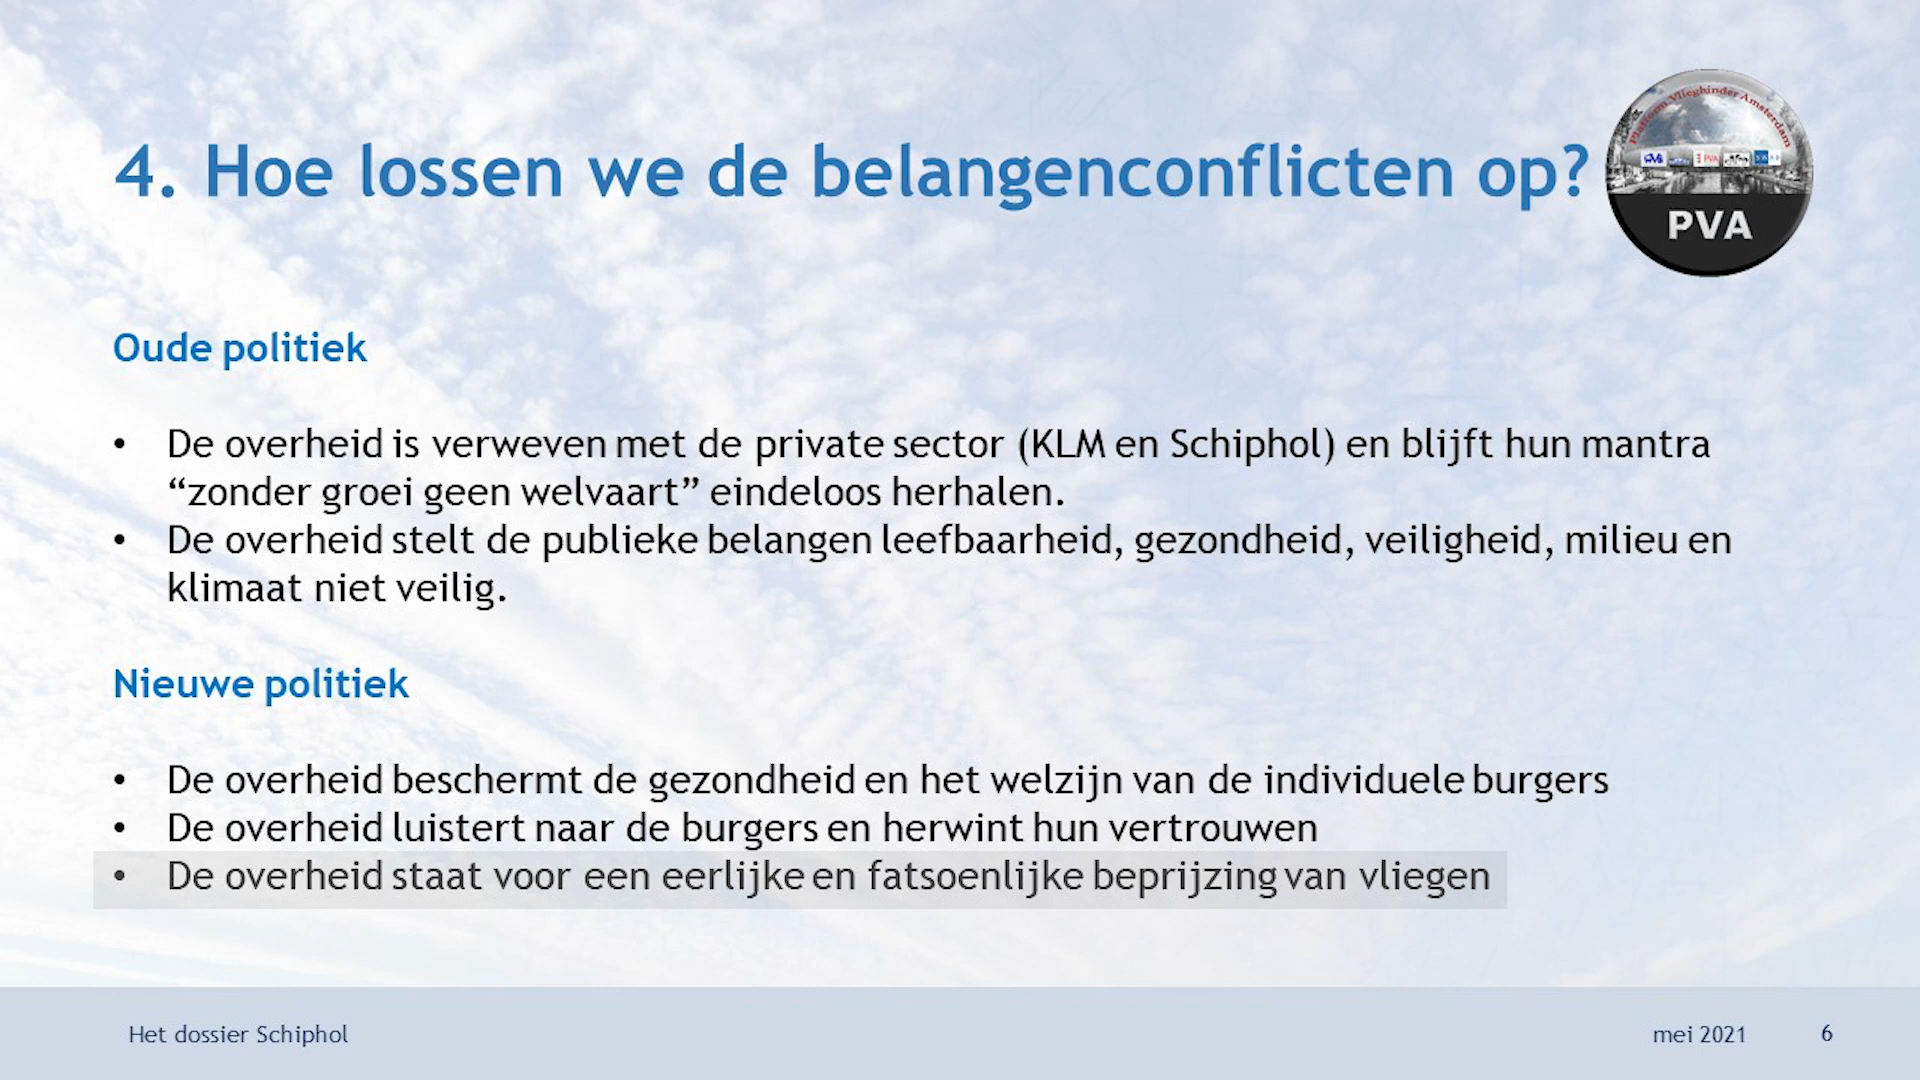 4. Hoe lossen we de belangenconflicten op?
Platform Vlieghinder Amsterdam
PVA
PVA
Oude politiek
• De overheid is verweven met de private sector (KLM en Schiphol) en blijft hun mantra
“zonder groei geen welvaart” eindeloos herhalen.
• De overheid stelt de publieke belangen leefbaarheid, gezondheid, veiligheid, milieu en
klimaat niet veilig.
Nieuwe politiek
• De overheid beschermt de gezondheid en het welzijn van de individuele burgers
• De overheid luistert naar de burgers en herwint hun vertrouwen
• De overheid staat voor een eerlijke en fatsoenlijke beprijzing van vliegen
Het dossier Schiphol
mei 2021
6